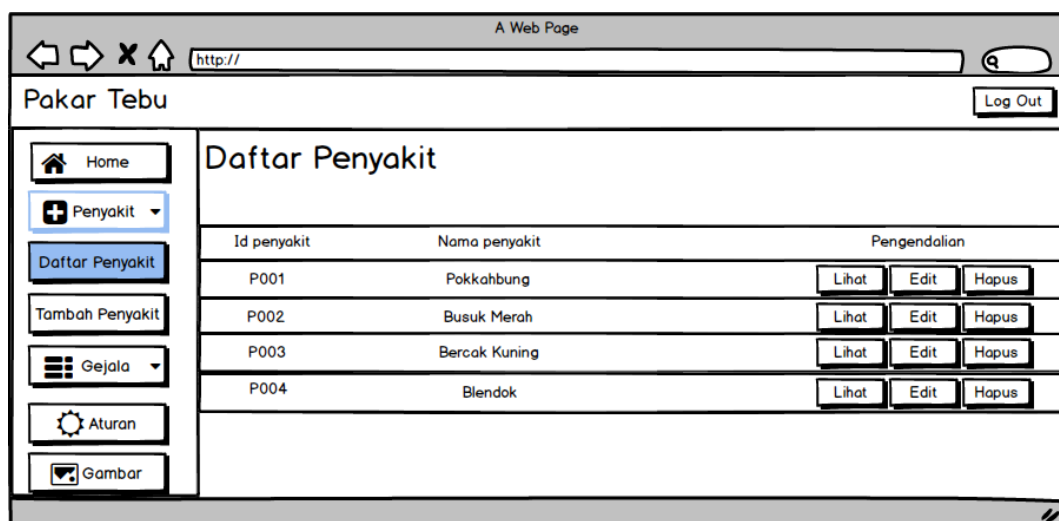 A Web Page
http://
Pakar Tebu
Log Out
Home
Penyakit
Daftar Penyakit
Tambah Penyakit
Gejala
Aturan
Gambar
Daftar Penyakit
Id penyakit Nama penyakit Pengendalian
P001 Pokkahbung Lihat Edit Hapus
P002 Busuk Merah Lihat Edit Hapus
P003 Bercak Kuning Lihat Edit Hapus
P004 Blendok Lihat Edit Hapus